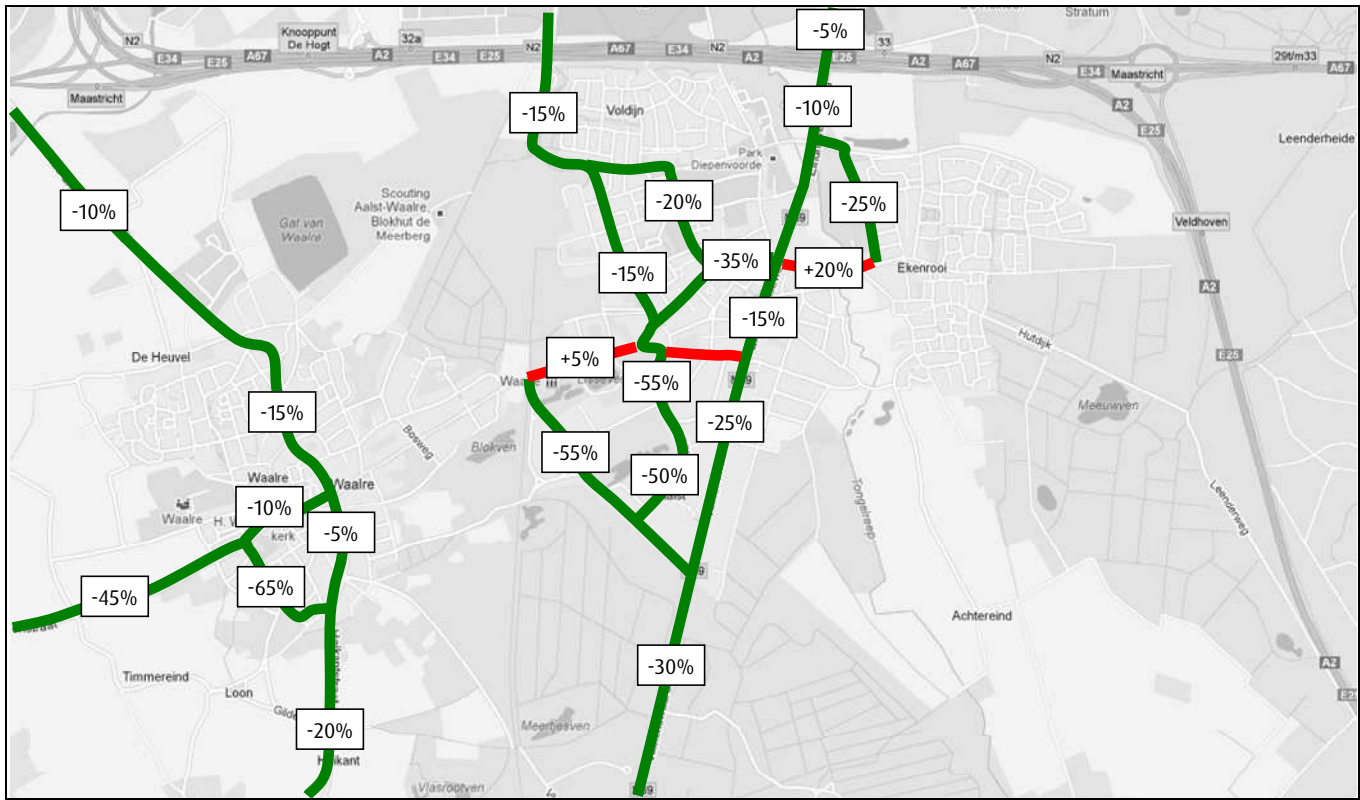 Stratum
-5%
N2
Knooppunt
De Hogt
32a
N2
A67
E34
N2
33
E34
E25
A67
A2
E34
E25
A2
E25
A2
A67
N2
E34
Maastricht
29t/m33
A67
Maastricht
A2
-15%
Voldijn
-10%
E25
Leenderheide
Park
Diepenvoorde
Scouting
Aalst-Waalre,
Blokhut de
Meerberg
-10%
-20%
-25%
Gat van
Waalre
Veldhoven
-15%
-35%
+20%
Ekenrooi
A2
-15%
Hutdijk
De Heuvel
+5%
E25
-55%
Waalre
-15%
-25%
Meeuwven
Bosweg
Blokven
-55%
-50%
Waalre
Waalre
-10%
Waalre
kerk
-5%
Tongelreep
Leenderweg
-65%
-45%
Achtereind
-30%
Timmereind
Loon
A2
-20%
Meertjesven
Vlasrootven